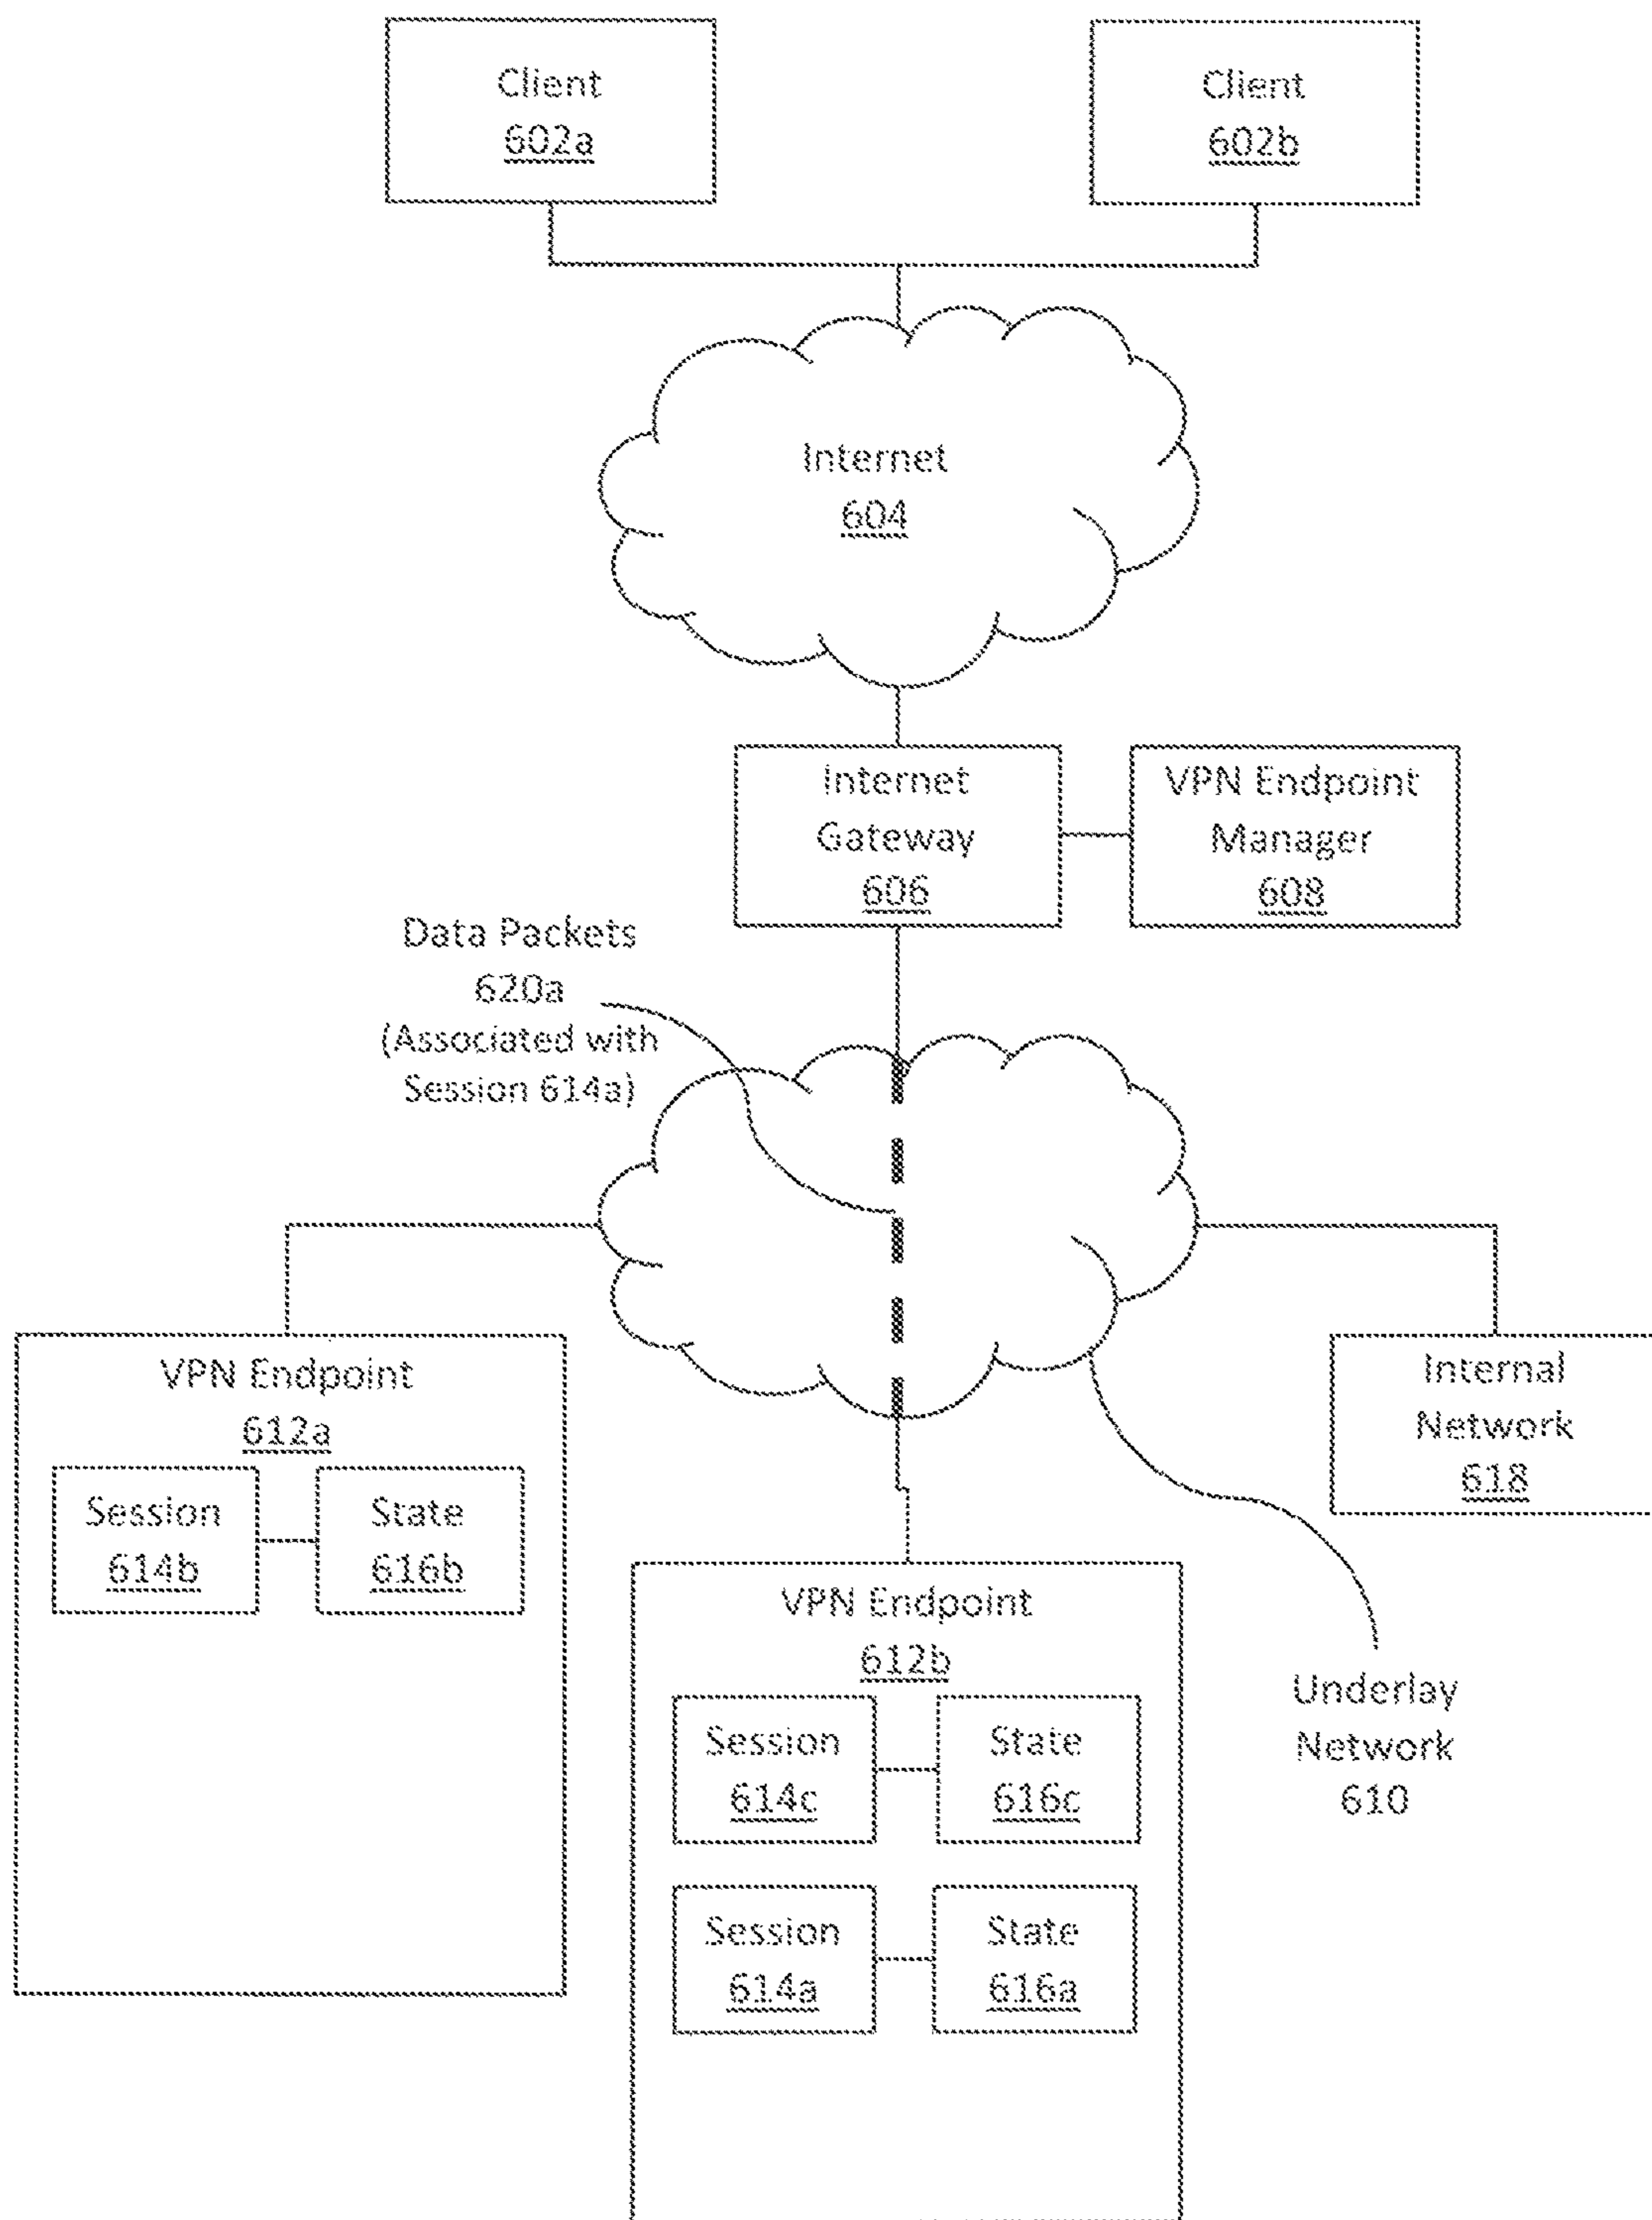 Client
602a
Client
602b
Internet
604
Internet
Gateway
606
VPN Endpoint
Manager
608
Data Packets
620a
(Associated with
Session 614a)
VPN Endpoint
612a
Session
614b
State
616b
Internal
Network
618
VPN Endpoint
612b
Session
614c
State
616c
Session
614a
State
616a
Underlay
Network
610